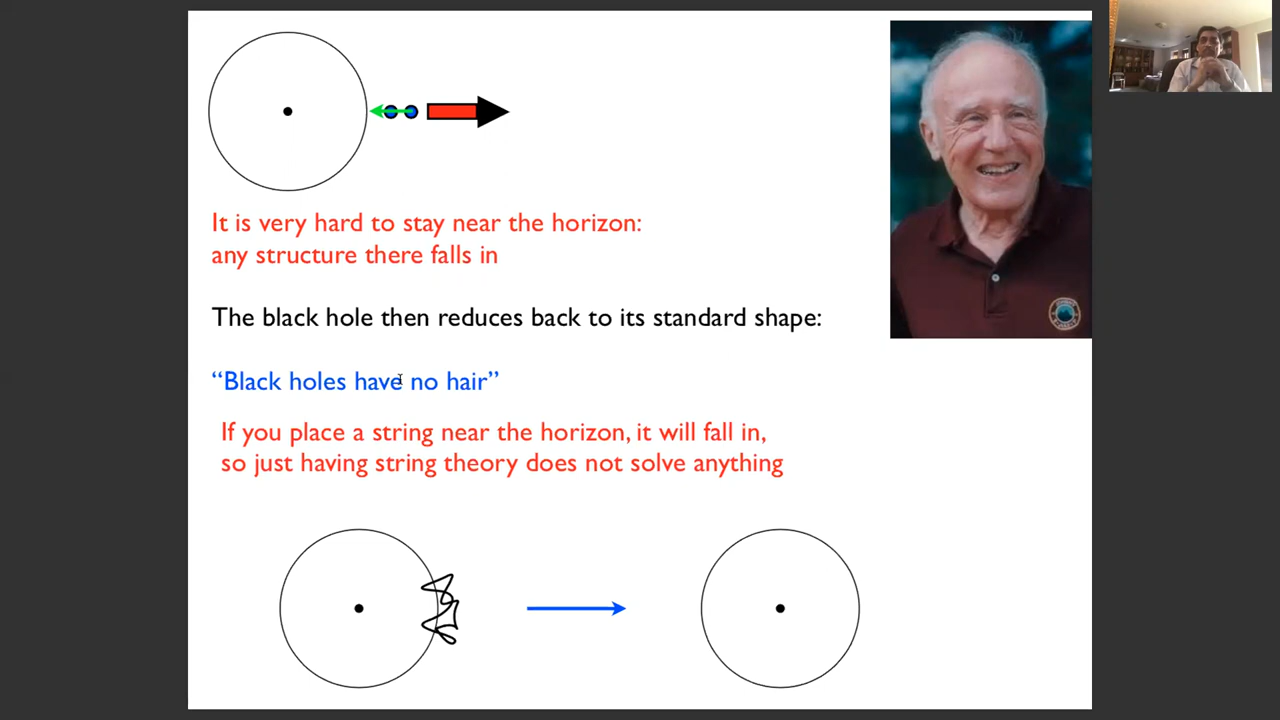 It is very hard to stay near the horizon:
any structure there falls in
The black hole then reduces back to its standard shape:
“Black holes have no hair”
If you place a string near the horizon, it will fall in,
so just having string theory does not solve anything